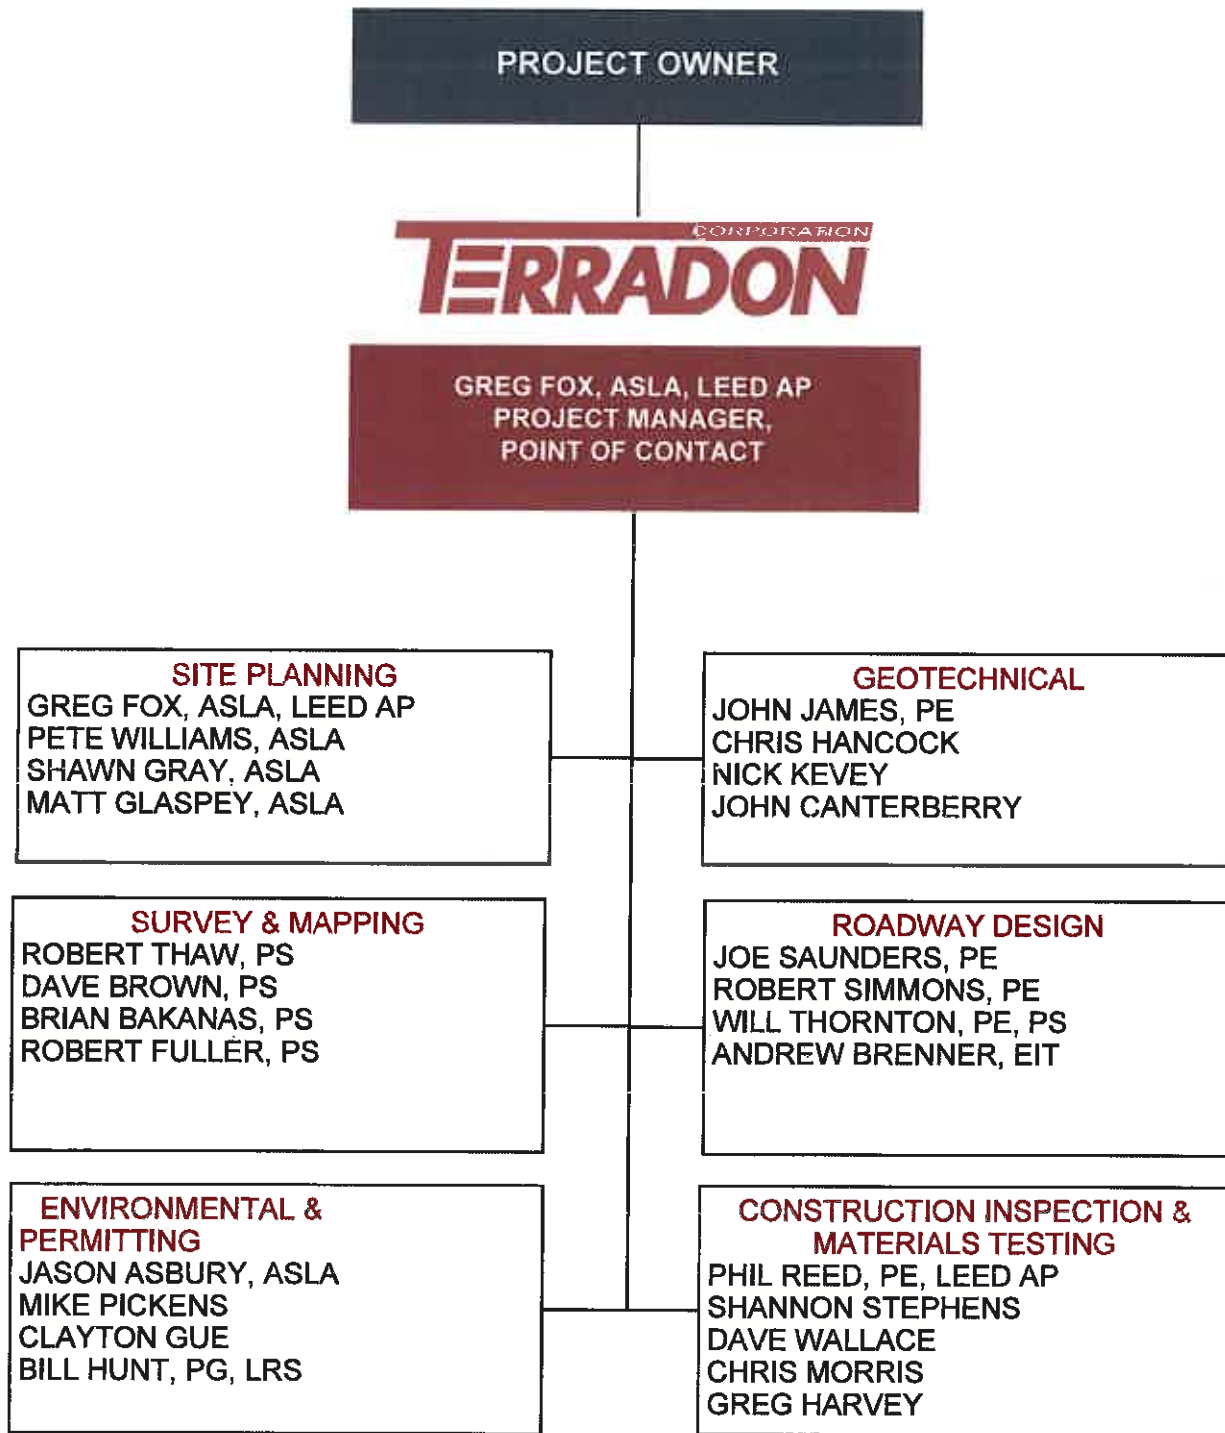 PROJECT OWNER
CORPORATION
TERRADON
GREG FOX, ASLA, LEED AP
PROJECT MANAGER,
POINT OF CONTACT
SITE PLANNING
GREG FOX, ASLA, LEED AP
PETE WILLIAMS, ASLA
SHAWN GRAY, ASLA
MATT GLASPEY, ASLA
GEOTECHNICAL
JOHN JAMES, PE
CHRIS HANCOCK
NICK KEVEY
JOHN CANTERBERRY
SURVEY & MAPPING
ROBERT THAW, PS
DAVE BROWN, PS
BRIAN BAKANAS, PS
ROBERT FULLER, PS
ROADWAY DESIGN
JOE SAUNDERS, PE
ROBERT SIMMONS, PE
WILL THORNTON, PE, PS
ANDREW BRENNER, EIT
ENVIRONMENTAL &
PERMITTING
JASON ASBURY, ASLA
MIKE PICKENS
CLAYTON GUE
BILL HUNT, PG, LRS
CONSTRUCTION INSPECTION &
MATERIALS TESTING
PHIL REED, PE, LEED AP
SHANNON STEPHENS
DAVE WALLACE
CHRIS MORRIS
GREG HARVEY